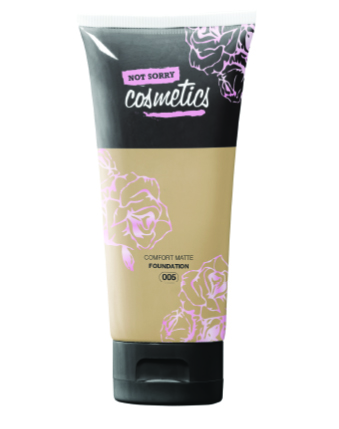 NOT SORRY
cosmetics
COMFORT MATTE
FOUNDATION
005